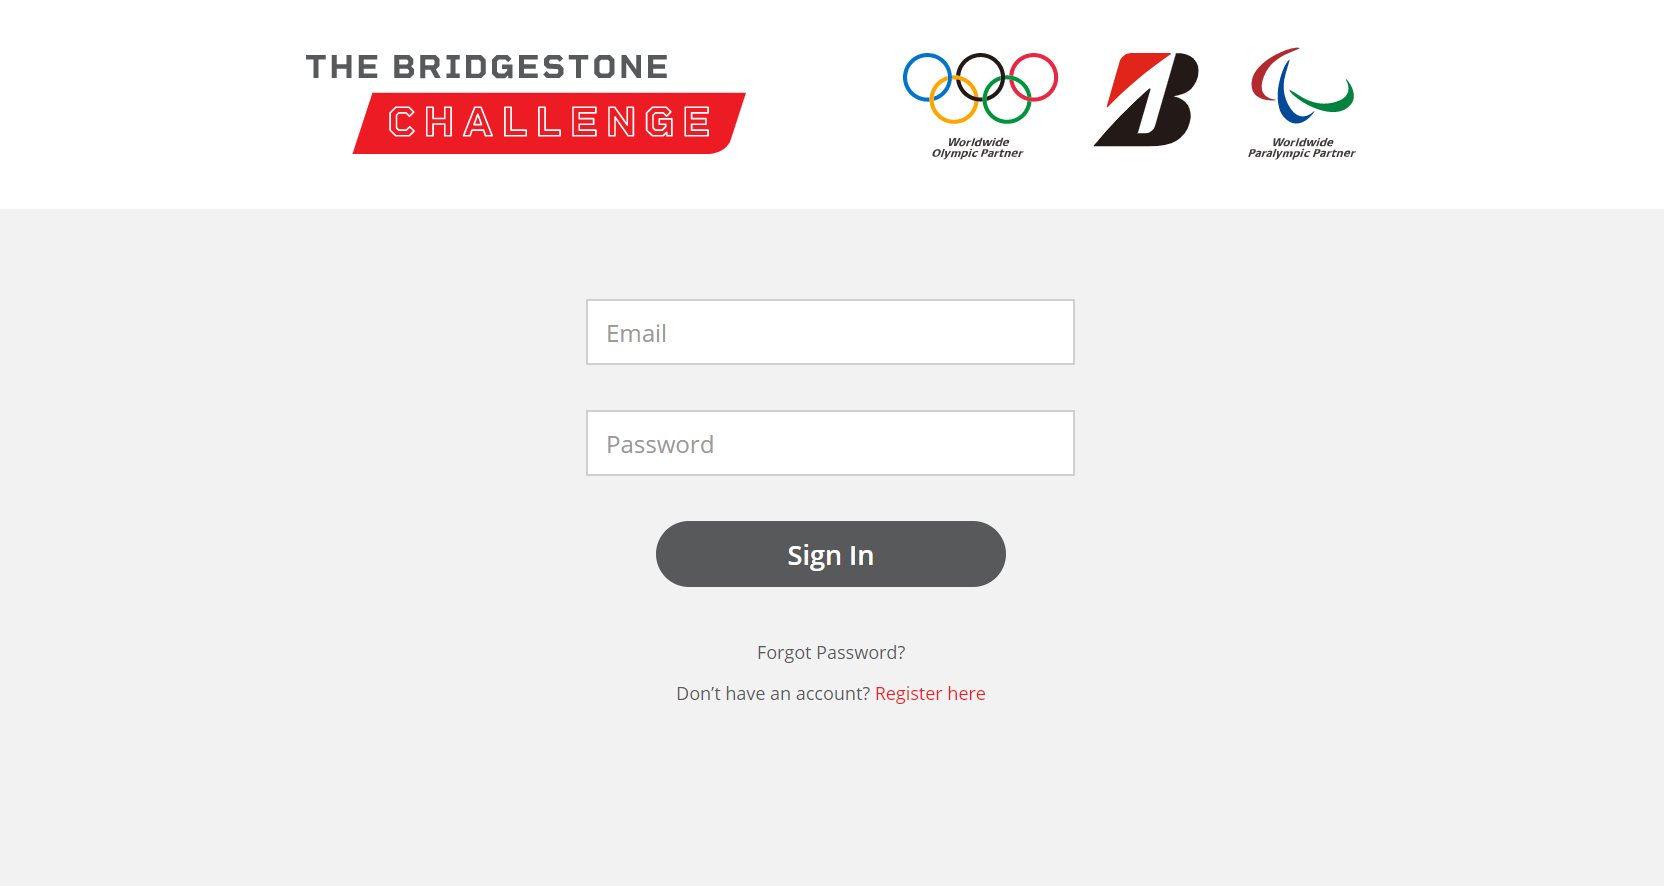 THE BRIDGESTONE
CHALLENGE
Worldwide
Olympic Partner
B
Worldwide
Paralympic Partner
Email
Password
Sign In
Forgot Password?
Don’t have an account? Register here